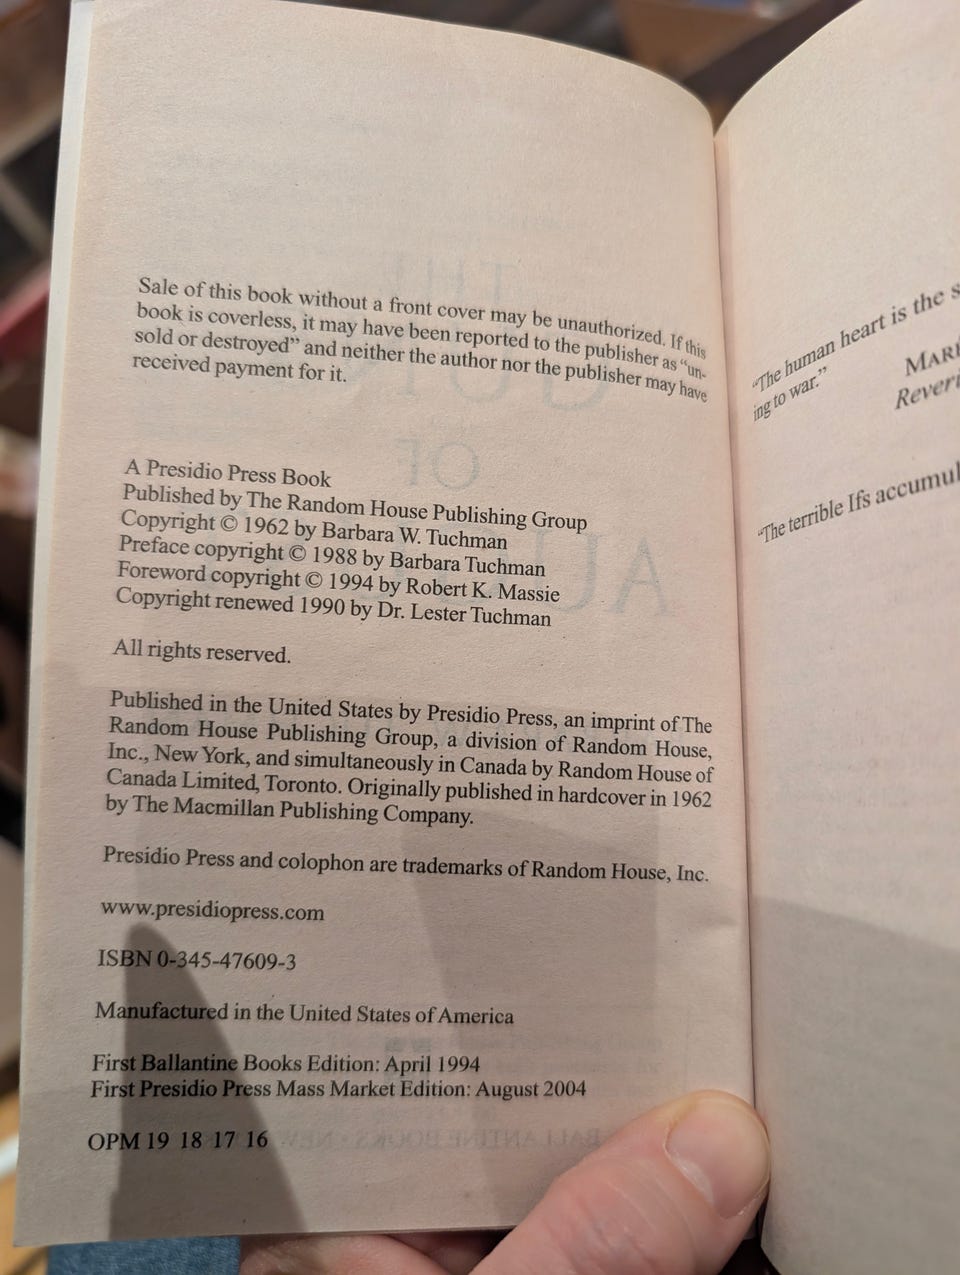 Sale of this book without a front cover may be unauthorized. If this
book is coverless, it may have been reported to the publisher as “un-
sold or destroyed” and neither the author nor the publisher may have
received payment for it.
A Presidio Press Book
Published by The Random House Publishing Group
Copyright © 1962 by Barbara W. Tuchman
Preface copyright © 1988 by Barbara Tuchman
Foreword copyright © 1994 by Robert K. Massie
Copyright renewed 1990 by Dr. Lester Tuchman
All rights reserved.
Published in the United States by Presidio Press, an imprint of The
Random House Publishing Group, a division of Random House,
Inc., New York, and simultaneously in Canada by Random House of
Canada Limited, Toronto. Originally published in hardcover in 1962
by The Macmillan Publishing Company.
Presidio Press and colophon are trademarks of Random House, Inc.
www.presidiopress.com
ISBN 0-345-47609-3
Manufactured in the United States of America
First Ballantine Books Edition: April 1994
First Presidio Press Mass Market Edition: August 2004
OPM 19 18 17 16
“The human heart is the s
ing to war.”
MAR
Reveri
“The terrible Ifs accumul